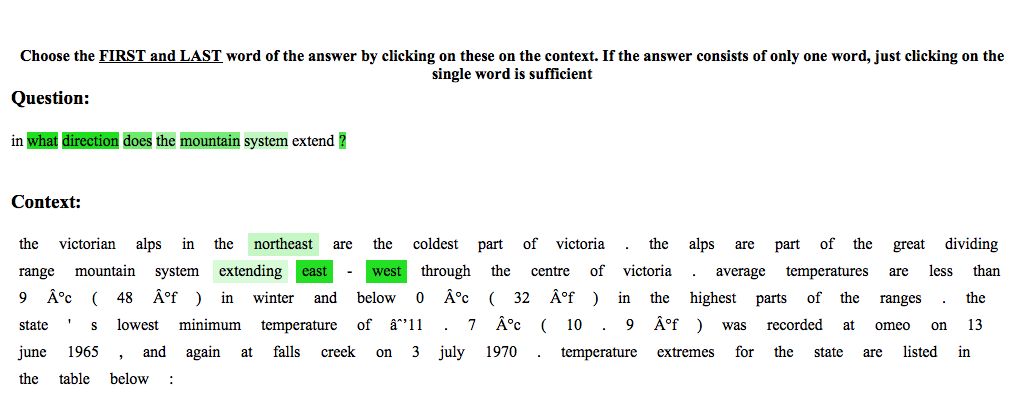 Choose the FIRST and LAST word of the answer by clicking on these on the context. If the answer consists of only one word, just clicking on the
single word is sufficient
Question:
in what direction does the mountain system extend ?
Context:
the victorian alps in the northeast are the coldest part of victoria . the alps are part of the great dividing
range mountain system extending east - west through the centre of victoria . average temperatures are less than
9 Â°c ( 48 Â°f ) in winter and below 0 Â°c ( 32 Â°f ) in the highest parts of the ranges . the
state ' s lowest minimum temperature of âˆ’11 . 7 Â°c ( 10 . 9 Â°f ) was recorded at omeo on 13
june 1965 , and again at falls creek on 3 july 1970 . temperature extremes for the state are listed in
the table below :